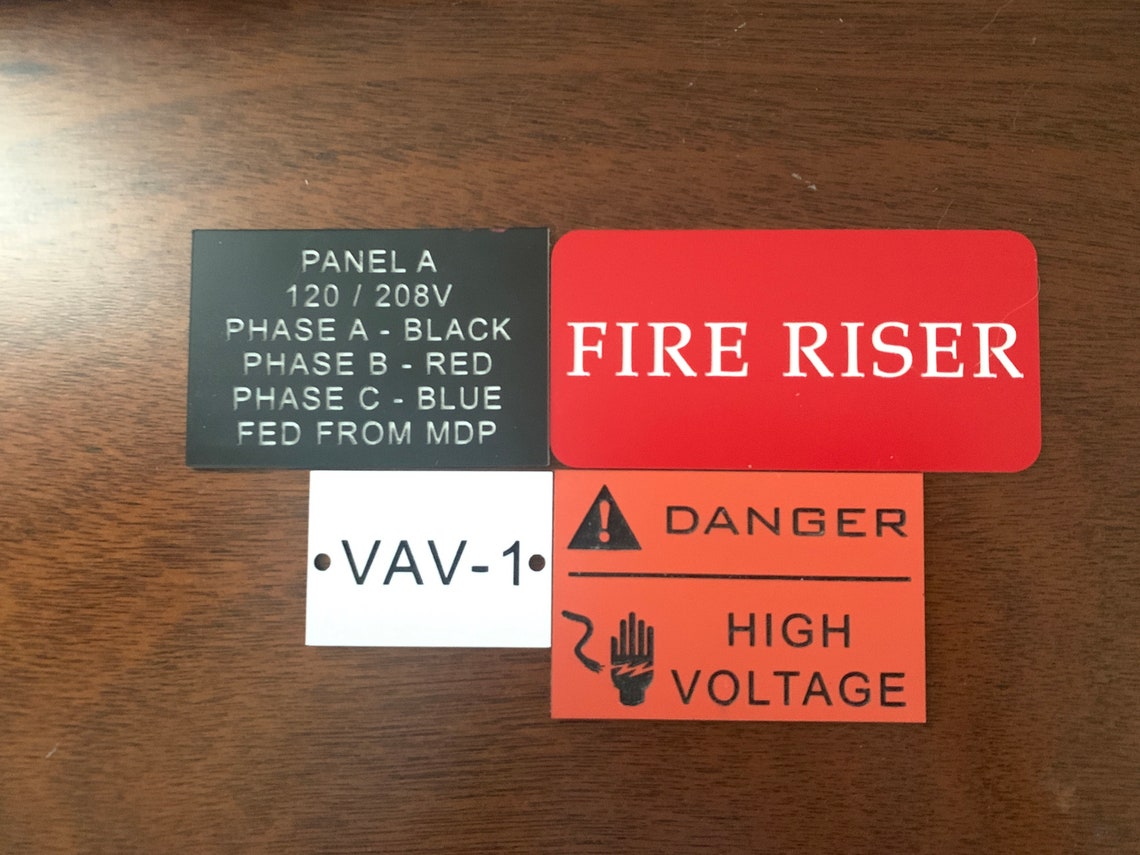 PANEL A
120 / 208V
PHASE A - BLACK
PHASE B - RED
PHASE C - BLUE
FED FROM MDP
FIRE RISER
VAV-1
DANGER
HIGH
VOLTAGE